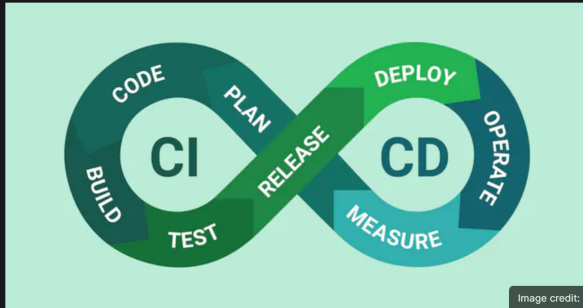 CODE
PLAN
BUILD
CI
TEST
RELEASE
DEPLOY
OPERATE
CD
MEASURE
Image credit: